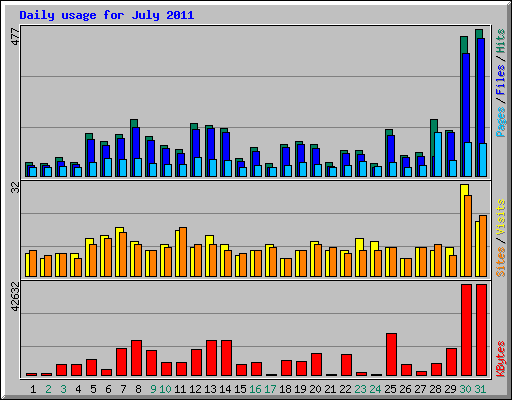 Daily usage for July 2011
477
Pages / Files / Hits
32
Sites / Visits
42632
KBytes
1 2 3 4 5 6 7 8 9 10 11 12 13 14 15 16 17 18 19 20 21 22 23 24 25 26 27 28 29 30 31